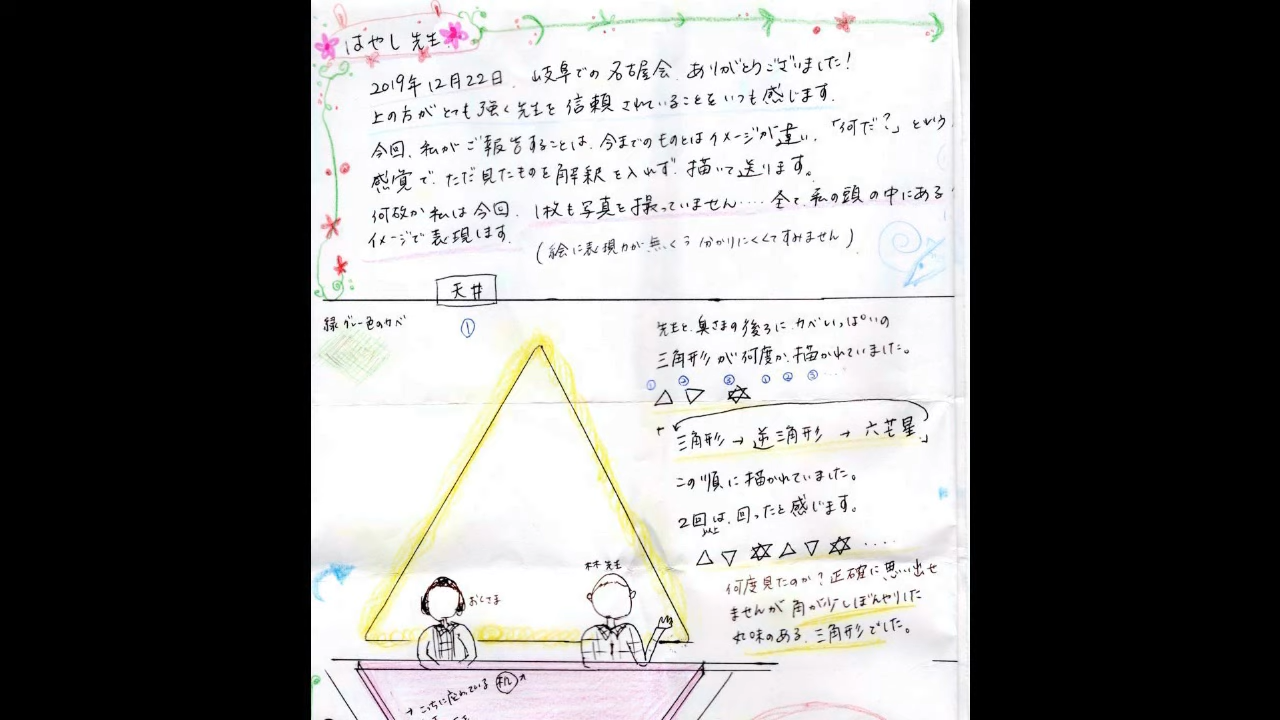 はやし先生
2019年12月22日、岐阜での名古屋会、ありがとうございました!
上の方がとても強く先生を信頼されていることをいつも感じます。
今回、私がご報告することは、今までのものとはイメージが違い、「何だ?」という
感覚で、ただ見たものを解釈を入れず、描いて送ります。
何故か私は今回、1枚も写真を撮っていません‥‥全て、私の頭の中にある
イメージで表現します。
(絵に表現力が無くう分かりにくくてすみません)
天井
緑グレー色のカベ
①
先生と、奥さまの後ろに、カベいっぱいの
三角形が何度か、描かれていました。
① ② ③ ① ② ③ ‥‥
△ ▽ ✡
「三角形→逆三角形→六芒星」
この順に描かれていました。
2回以上は、回ったと感じます。
△ ▽ ✡ △ ▽ ✡ ‥‥
何度見たのか?正確に思い出せ
ませんが角が少しぼんやりした
丸味のある、三角形でした。
林先生
おくさま
机